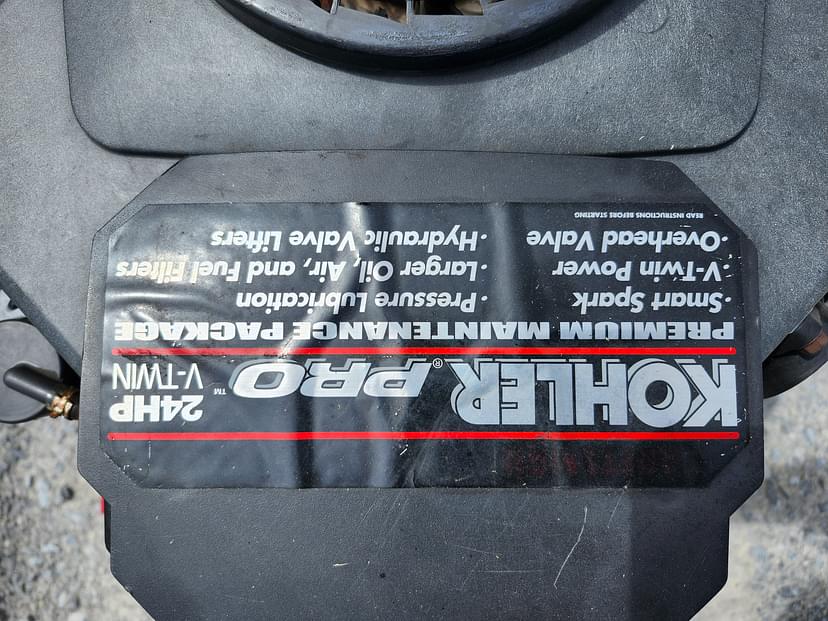 KOHLER® PRO™ 24HP
V-TWIN
PREMIUM MAINTENANCE PACKAGE
·Smart Spark ·Pressure Lubrication
·V-Twin Power ·Larger Oil, Air, and Fuel Filters
·Overhead Valve ·Hydraulic Valve Lifters
READ INSTRUCTIONS BEFORE STARTING